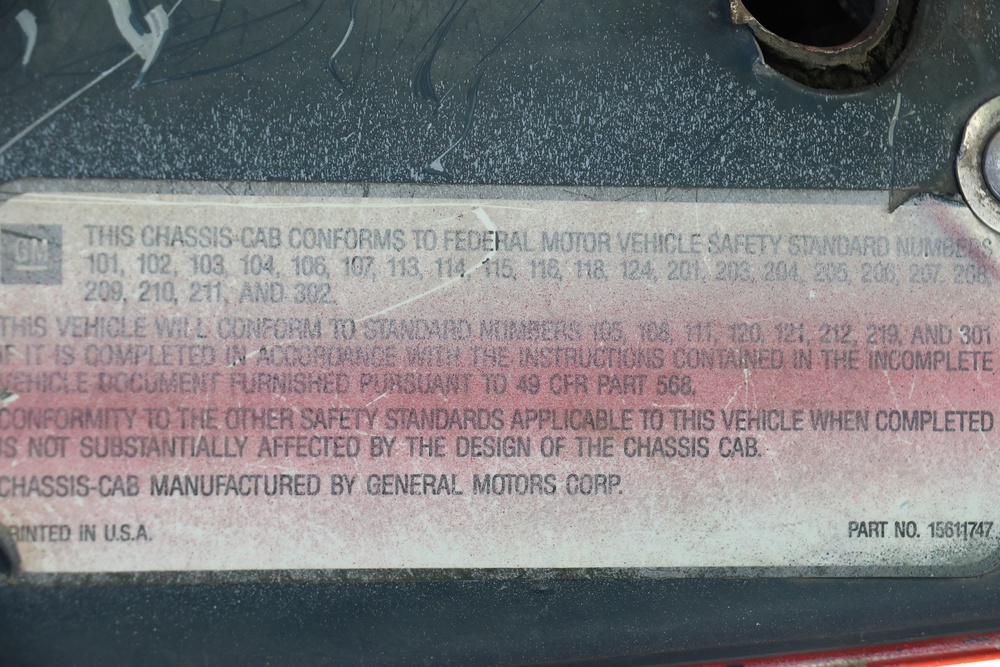 GM
THIS CHASSIS-CAB CONFORMS TO FEDERAL MOTOR VEHICLE SAFETY STANDARD NUMBERS
101, 102, 103, 104, 106, 107, 113, 114, 115, 116, 118, 124, 201, 203, 204, 205, 206, 207, 208,
209, 210, 211, AND 302.
THIS VEHICLE WILL CONFORM TO STANDARD NUMBERS 105, 108, 111, 120, 121, 212, 219, AND 301
IF IT IS COMPLETED IN ACCORDANCE WITH THE INSTRUCTIONS CONTAINED IN THE INCOMPLETE
VEHICLE DOCUMENT FURNISHED PURSUANT TO 49 CFR PART 568.
CONFORMITY TO THE OTHER SAFETY STANDARDS APPLICABLE TO THIS VEHICLE WHEN COMPLETED
IS NOT SUBSTANTIALLY AFFECTED BY THE DESIGN OF THE CHASSIS CAB.
CHASSIS-CAB MANUFACTURED BY GENERAL MOTORS CORP.
PRINTED IN U.S.A.
PART NO. 15611747